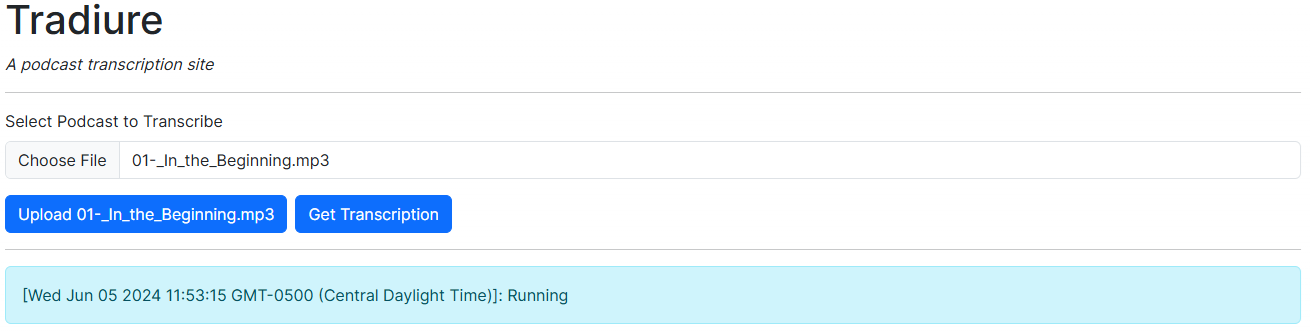 Tradiure
A podcast transcription site
Select Podcast to Transcribe
Choose File 01-_In_the_Beginning.mp3
Upload 01-_In_the_Beginning.mp3 Get Transcription
[Wed Jun 05 2024 11:53:15 GMT-0500 (Central Daylight Time)]: Running